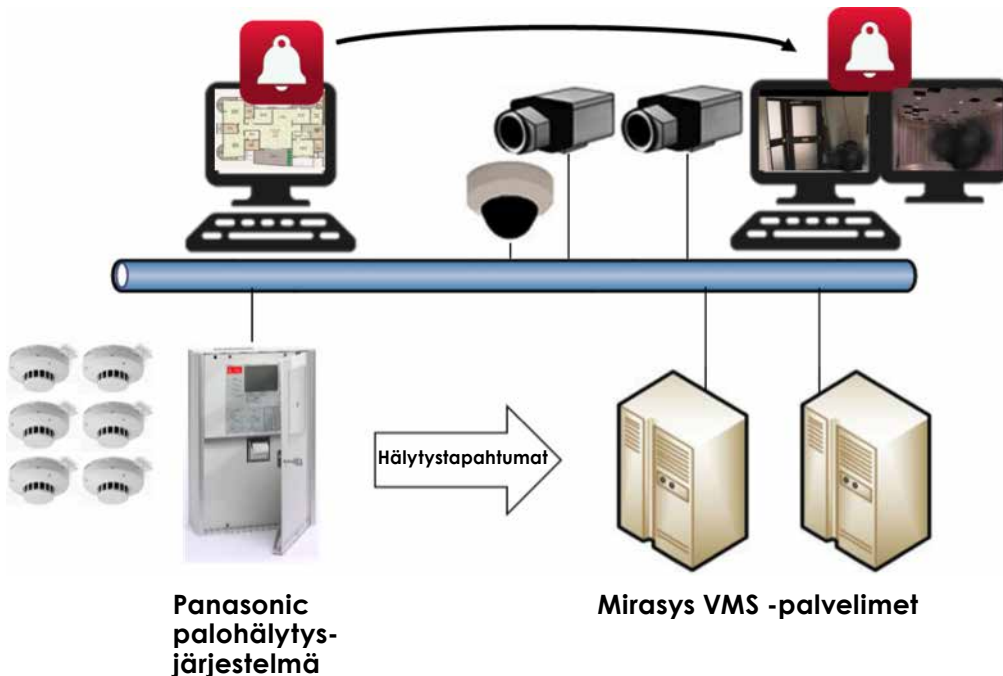 Hälytystapahtumat
Panasonic
palohälytys-
järjestelmä
Mirasys VMS -palvelimet